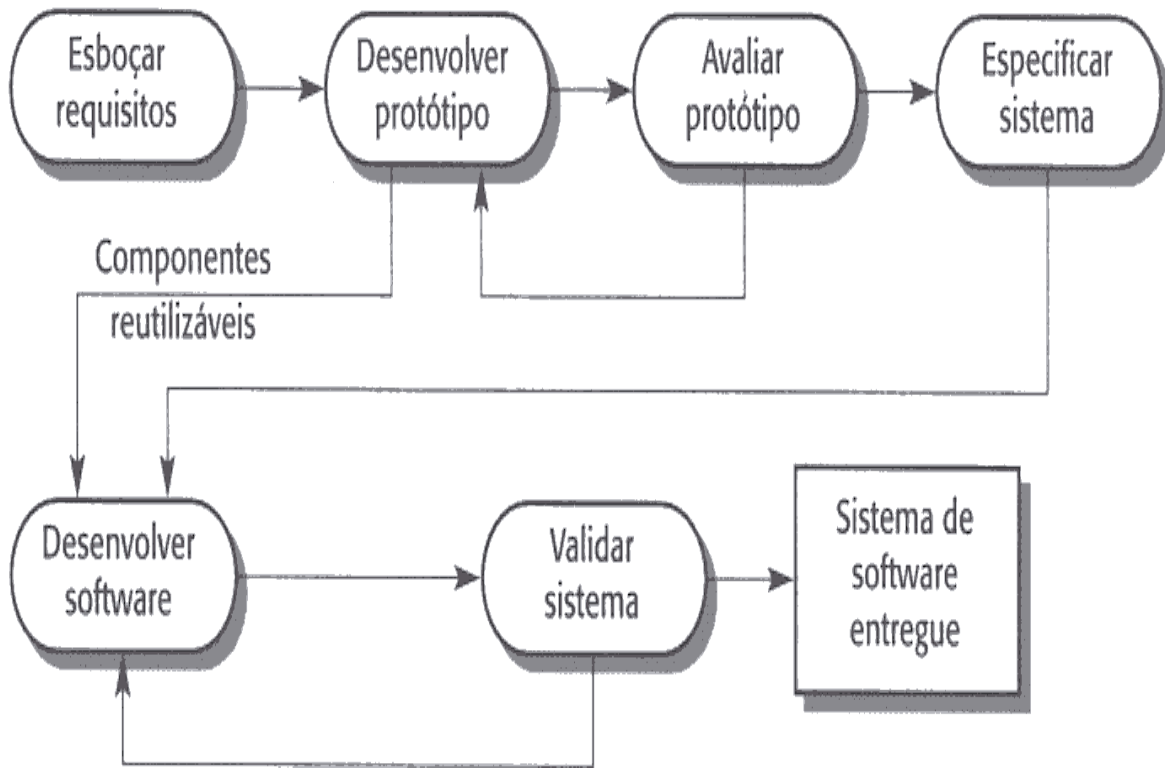 Esboçar
requisitos
Desenvolver
protótipo
Avaliar
protótipo
Especificar
sistema
Componentes
reutilizáveis
Desenvolver
software
Validar
sistema
Sistema de
software
entregue